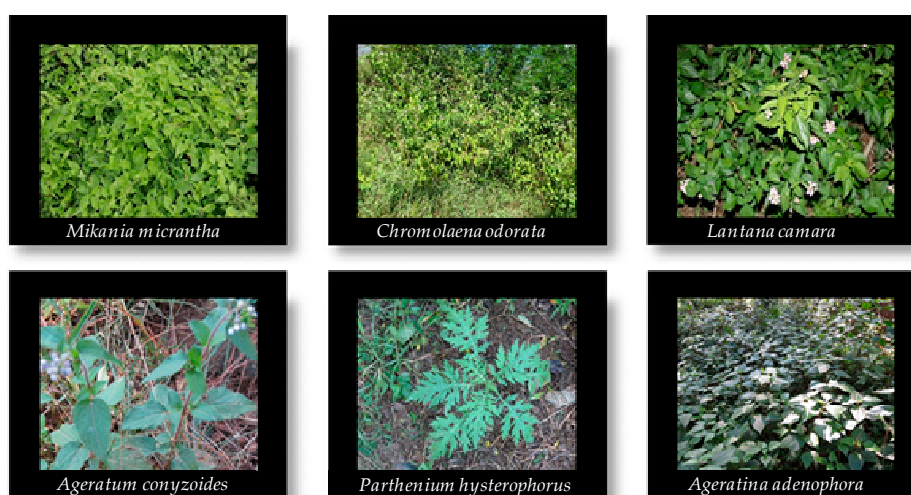 Mikania micrantha
Chromolaena odorata
Lantana camara
Ageratum conyzoides
Parthenium hysterophorus
Ageratina adenophora